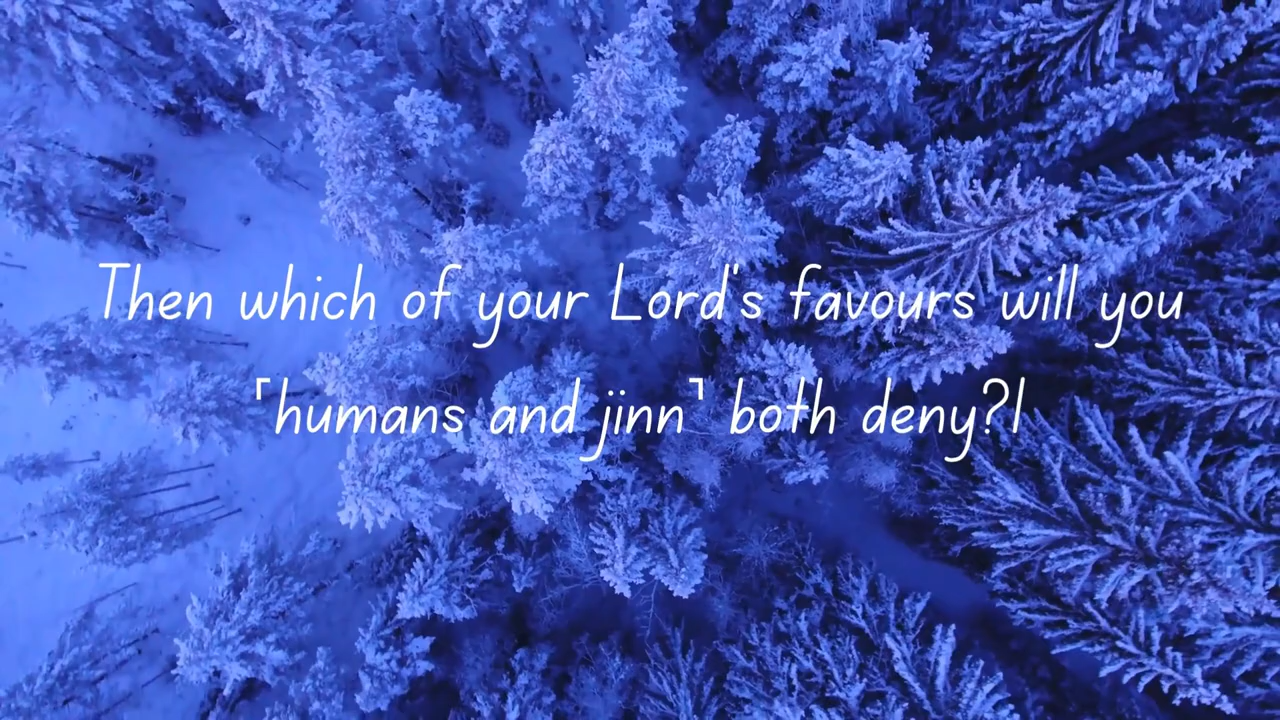 Then which of your Lord's favours will you
⸢humans and jinn⸣ both deny?|